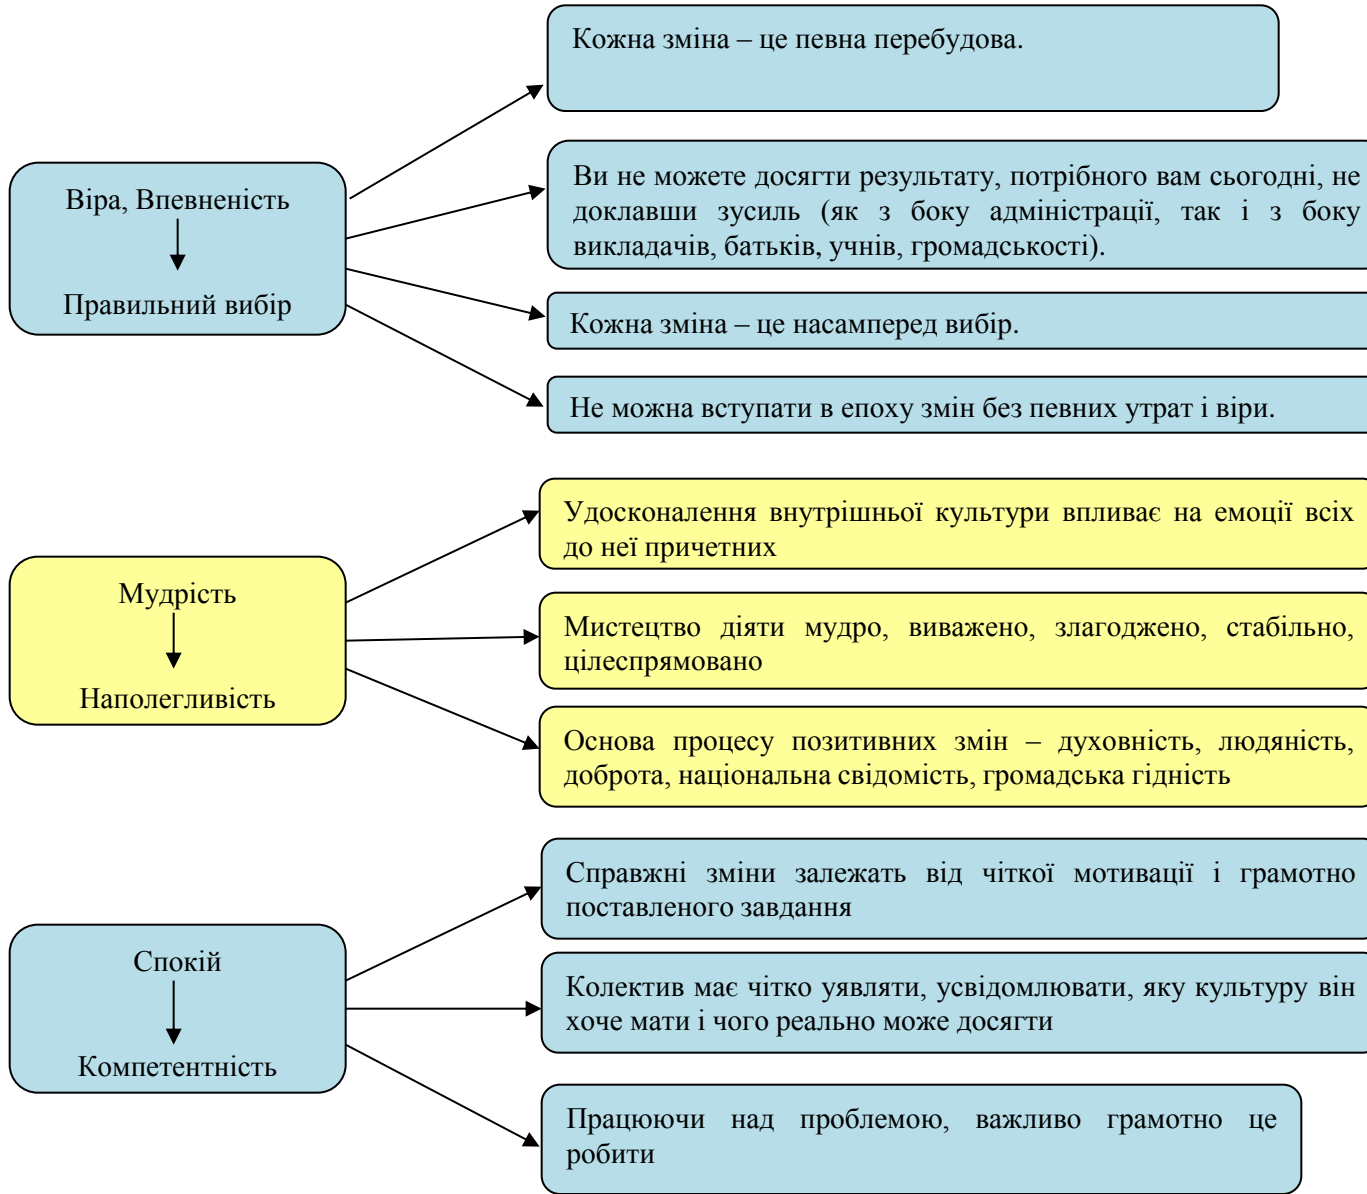 Кожна зміна – це певна перебудова.
Віра, Впевненість
Правильний вибір
Ви не можете досягти результату, потрібного вам сьогодні, не
доклавши зусиль (як з боку адміністрації, так і з боку
викладачів, батьків, учнів, громадськості).
Кожна зміна – це насамперед вибір.
Не можна вступати в епоху змін без певних утрат і віри.
Мудрість
Наполегливість
Удосконалення внутрішньої культури впливає на емоції всіх
до неї причетних
Мистецтво діяти мудро, виважено, злагоджено, стабільно,
цілеспрямовано
Основа процесу позитивних змін – духовність, людяність,
доброта, національна свідомість, громадська гідність
Спокій
Компетентність
Справжні зміни залежать від чіткої мотивації і грамотно
поставленого завдання
Колектив має чітко уявляти, усвідомлювати, яку культуру він
хоче мати і чого реально може досягти
Працюючи над проблемою, важливо грамотно це
робити